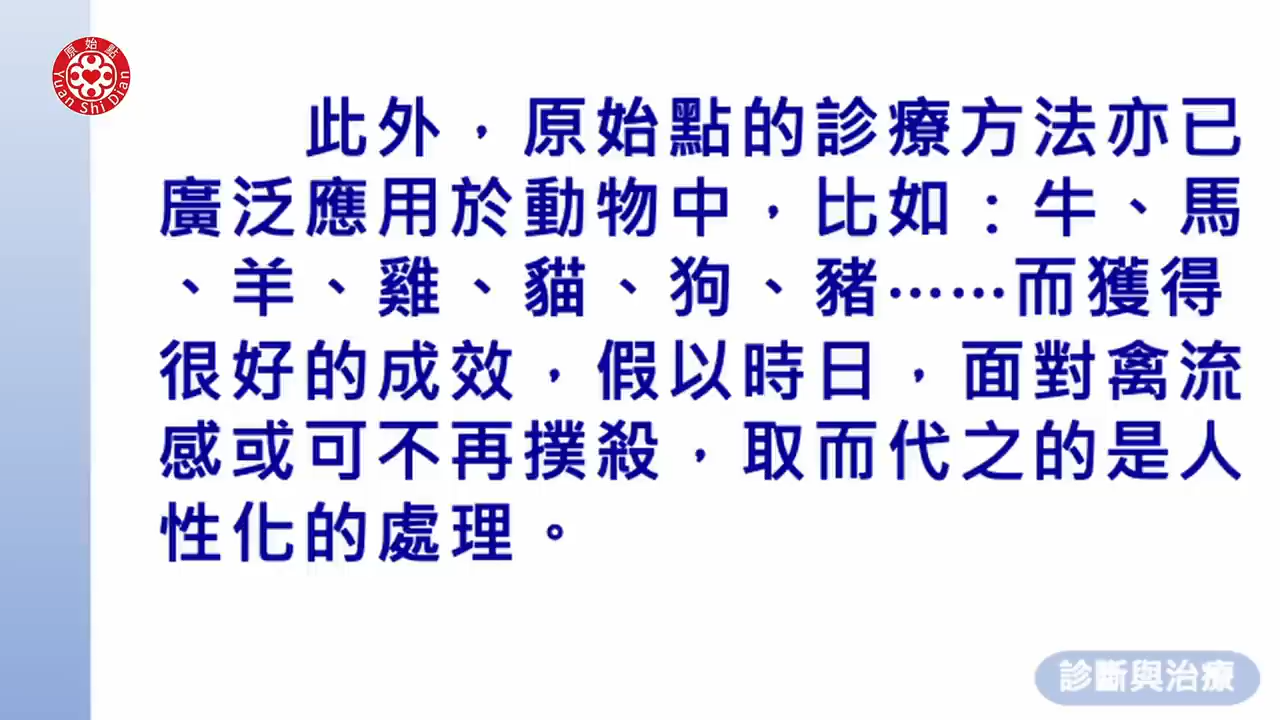 原始點
Yuan Shi Dian
此外，原始點的診療方法亦已
廣泛應用於動物中，比如：牛、馬
、羊、雞、貓、狗、豬……而獲得
很好的成效，假以時日，面對禽流
感或可不再撲殺，取而代之的是人
性化的處理。
診斷與治療